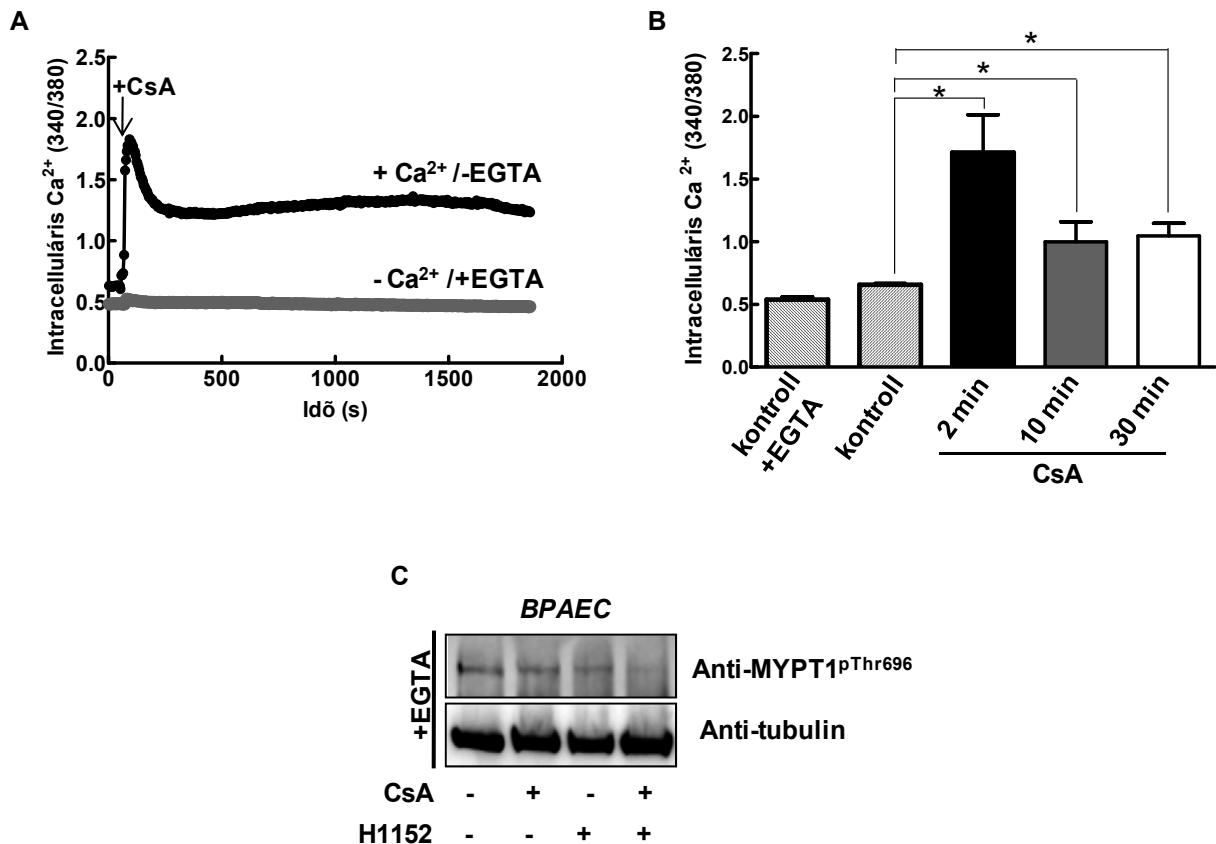 A
Intracelluláris Ca2+ (340/380)
2.5
2.0
1.5
1.0
0.5
0.0
+CsA
+ Ca2+ /-EGTA
- Ca2+ /+EGTA
0
500
1000
1500
2000
Idõ (s)
B
Intracelluláris Ca 2+ (340/380)
2.5
2.0
1.5
1.0
0.5
0.0
*
*
*
kontroll
+EGTA
kontroll
2 min
10 min
30 min
CsA
C
BPAEC
+EGTA
Anti-MYPT1pThr696
Anti-tubulin
CsA - + - +
H1152 - - + +